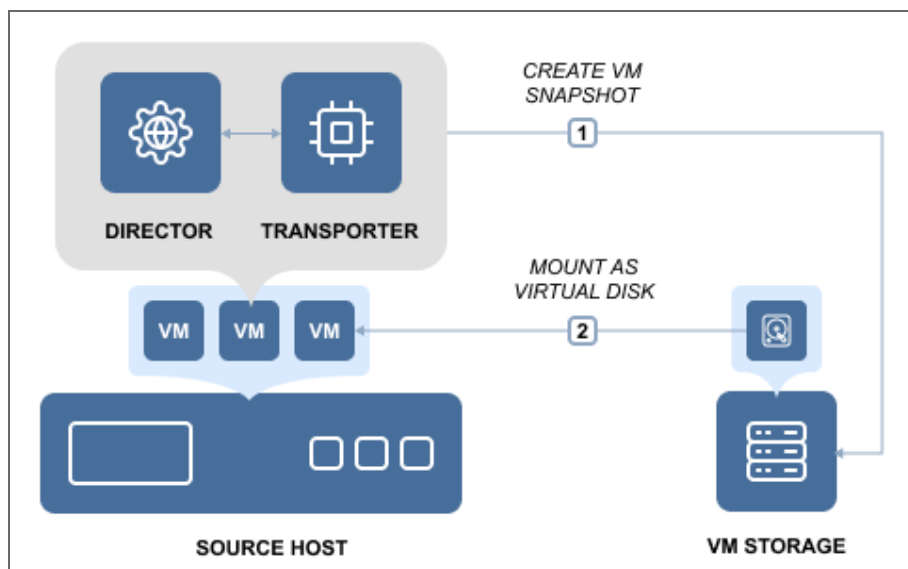 CREATE VM
SNAPSHOT
1
DIRECTOR
TRANSPORTER
MOUNT AS
VIRTUAL DISK
2
VM
VM
VM
SOURCE HOST
VM STORAGE